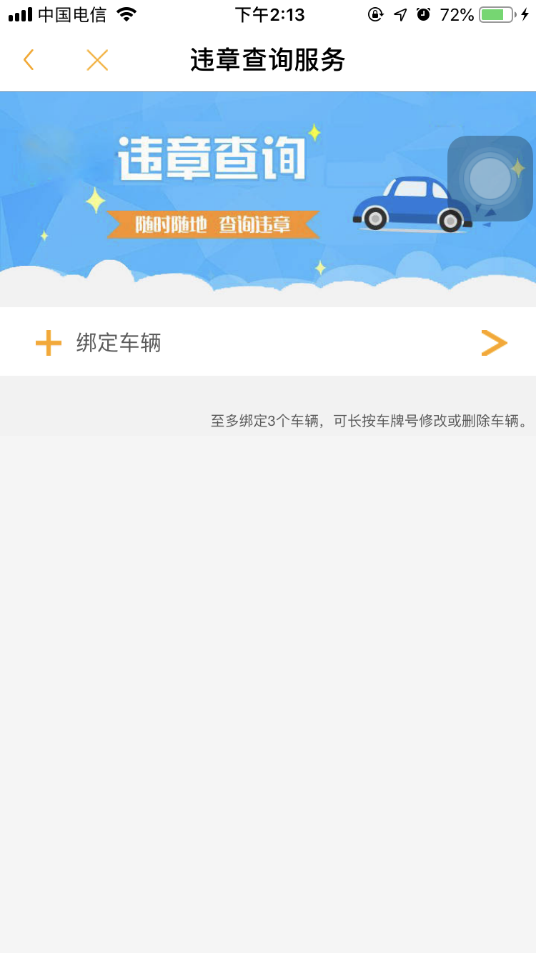 中国电信
下午2:13
72%
违章查询服务
违章查询
随时随地 查询违章
绑定车辆
至多绑定3个车辆，可长按车牌号修改或删除车辆。